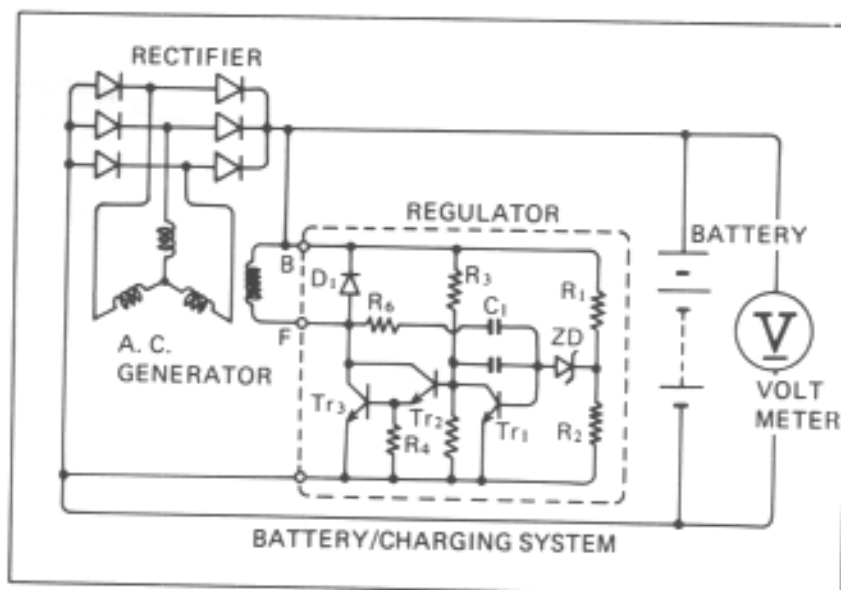 RECTIFIER
REGULATOR
BATTERY
B
D1
R3
R1
R6
C1
ZD
F
A. C.
GENERATOR
V
VOLT
METER
Tr3
Tr2
R4
Tr1
R2
BATTERY/CHARGING SYSTEM